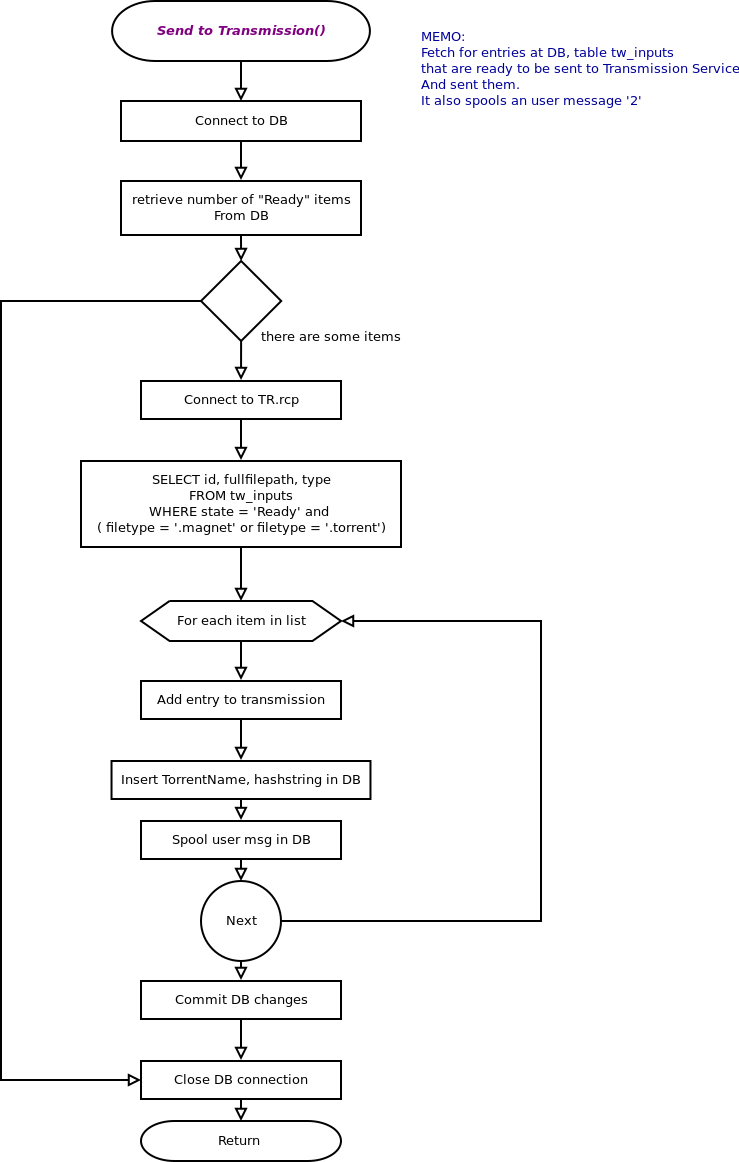 Send to Transmission()
MEMO:
Fetch for entries at DB, table tw_inputs
that are ready to be sent to Transmission Service
And sent them.
It also spools an user message '2'
Connect to DB
retrieve number of "Ready" items
From DB
there are some items
Connect to TR.rcp
SELECT id, fullfilepath, type
FROM tw_inputs
WHERE state = 'Ready' and
( filetype = '.magnet' or filetype = '.torrent')
For each item in list
Add entry to transmission
Insert TorrentName, hashstring in DB
Spool user msg in DB
Next
Commit DB changes
Close DB connection
Return